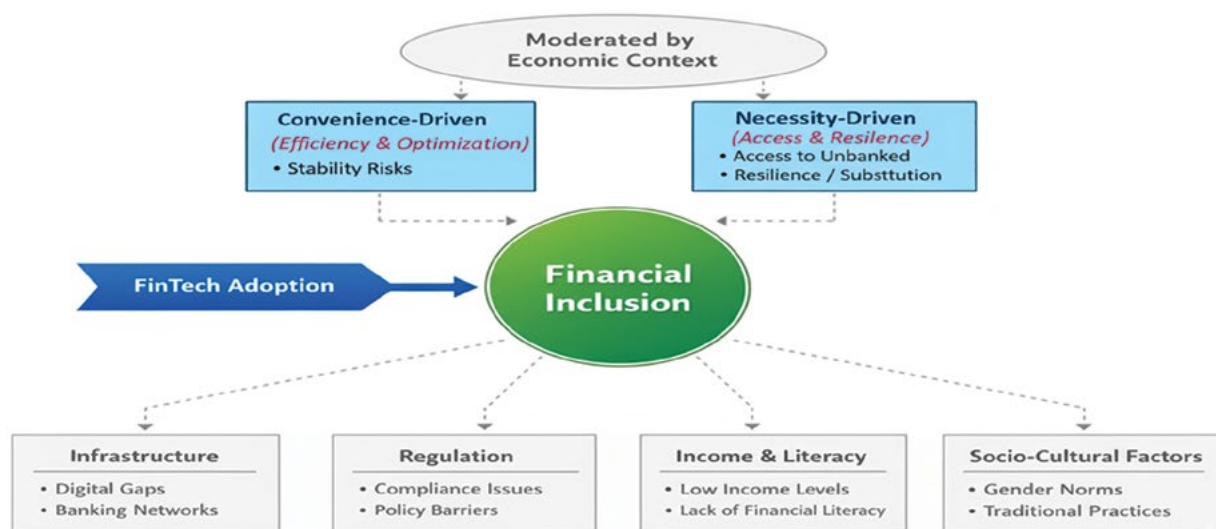 Moderated by
Economic Context
Convenience-Driven
(Efficiency & Optimization)
• Stability Risks
Necessity-Driven
(Access & Resilence)
• Access to Unbanked
• Resilience / Substtution
FinTech Adoption
Financial
Inclusion
Infrastructure
• Digital Gaps
• Banking Networks
Regulation
• Compliance Issues
• Policy Barriers
Income & Literacy
• Low Income Levels
• Lack of Financial Literacy
Socio-Cultural Factors
• Gender Norms
• Traditional Practices